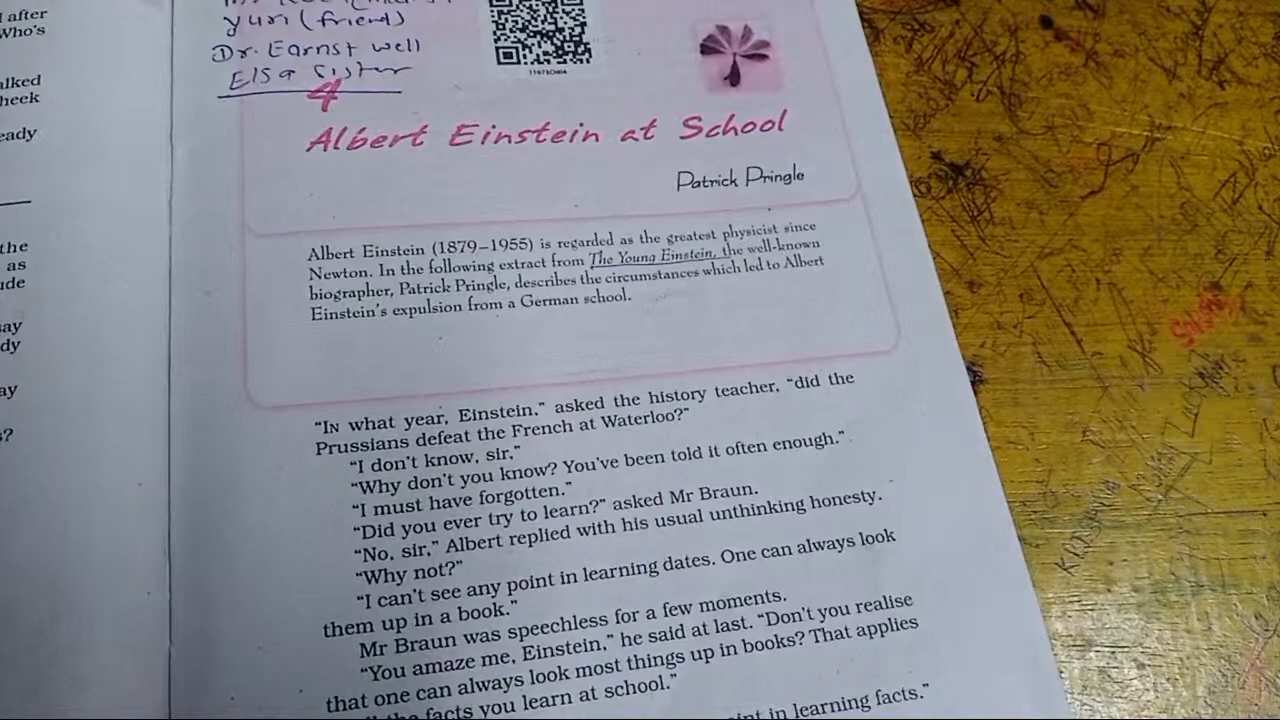 after
Who's
alked
heek
eady
the
as
ude
say
dy
ay
s?
yuri (friend)
Dr. Earnst well
Elsa sister
11075CH04
4
Albert Einstein at School
Patrick Pringle
Albert Einstein (1879–1955) is regarded as the greatest physicist since
Newton. In the following extract from The Young Einstein, the well-known
biographer, Patrick Pringle, describes the circumstances which led to Albert
Einstein's expulsion from a German school.
“IN what year, Einstein,” asked the history teacher, “did the
Prussians defeat the French at Waterloo?”
“I don't know, sir.”
“Why don't you know? You've been told it often enough.”
“I must have forgotten.”
“Did you ever try to learn?” asked Mr Braun.
“No, sir,” Albert replied with his usual unthinking honesty.
“Why not?”
“I can't see any point in learning dates. One can always look
them up in a book.”
Mr Braun was speechless for a few moments.
“You amaze me, Einstein,” he said at last. “Don't you realise
that one can always look most things up in books? That applies
the facts you learn at school.”
in learning facts.”